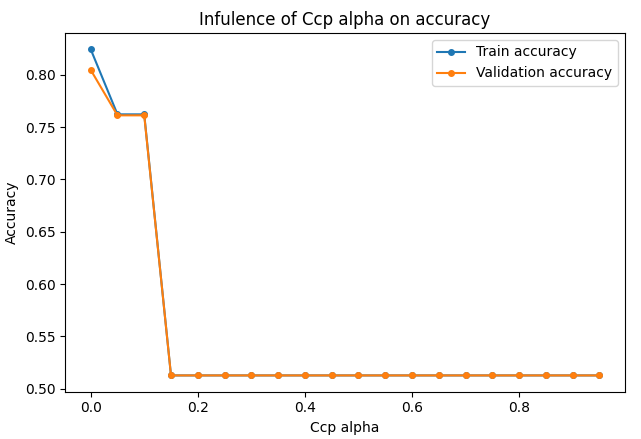 Infulence of Ccp alpha on accuracy
Train accuracy
Validation accuracy
0.80
0.75
0.70
0.65
0.60
0.55
0.50
Accuracy
0.0 0.2 0.4 0.6 0.8
Ccp alpha